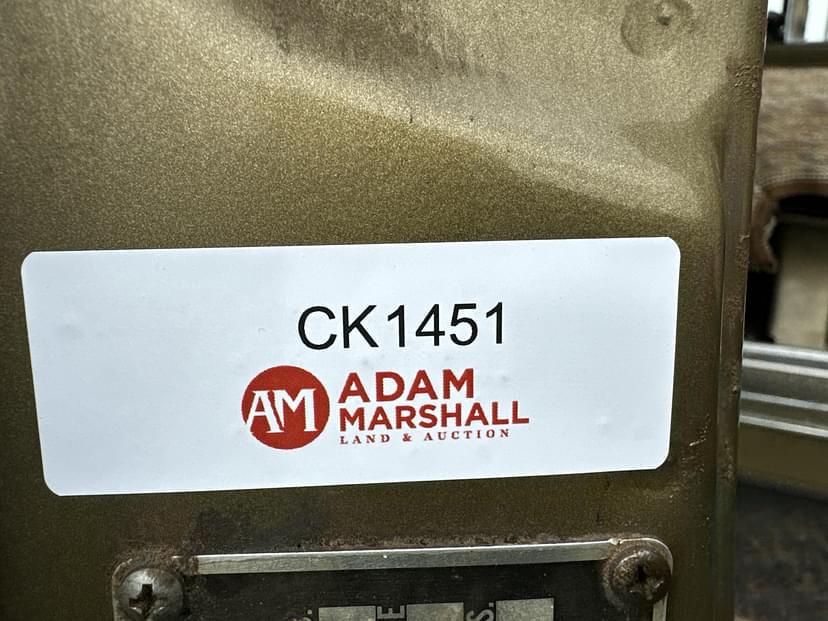 CK1451
AM
ADAM
MARSHALL
LAND & AUCTION